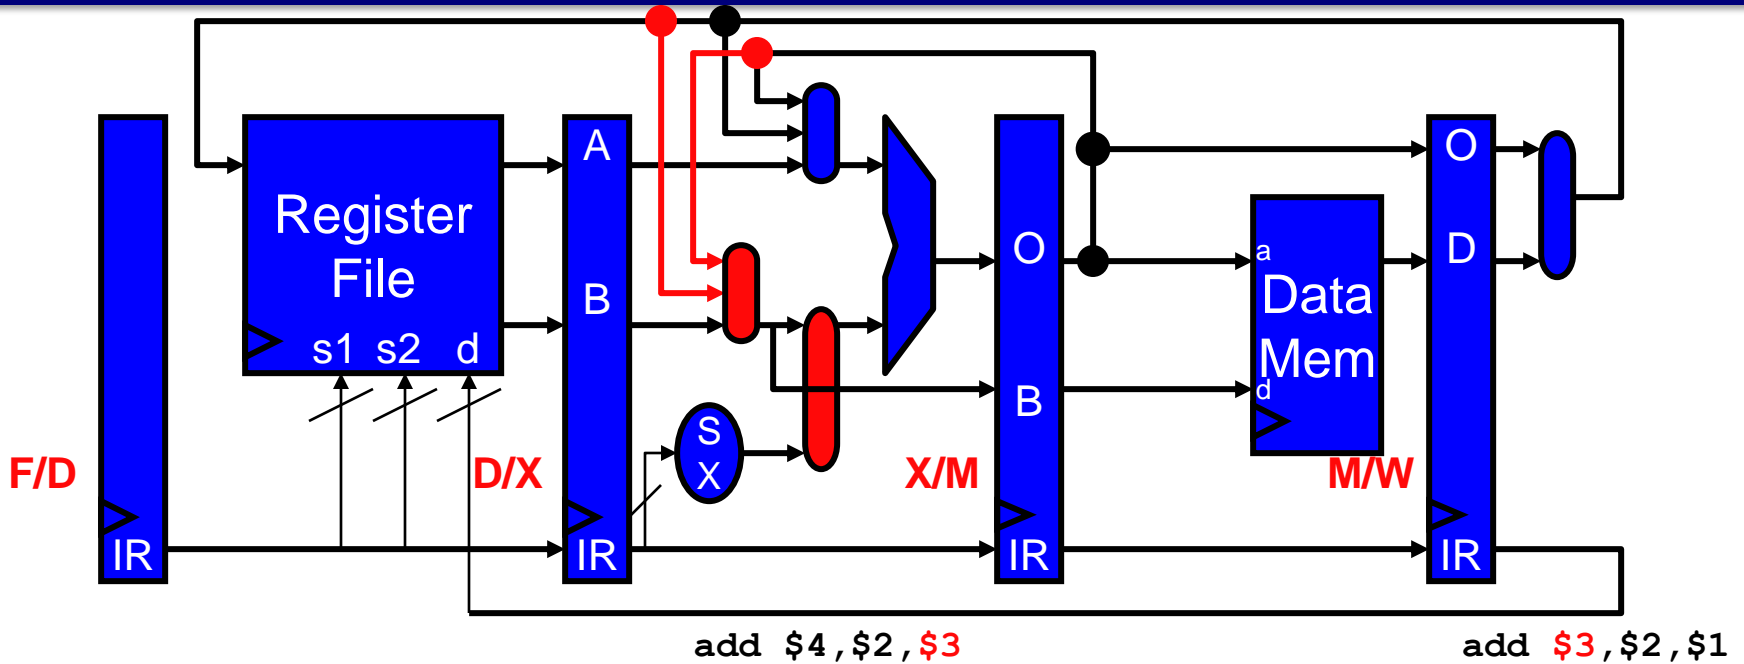 A
O
Register
File
B
O
D
a
Data
Mem
s1 s2 d
B
d
S
X
F/D
D/X
X/M
M/W
IR
IR
IR
IR
add $4,$2,$3
add $3,$2,$1